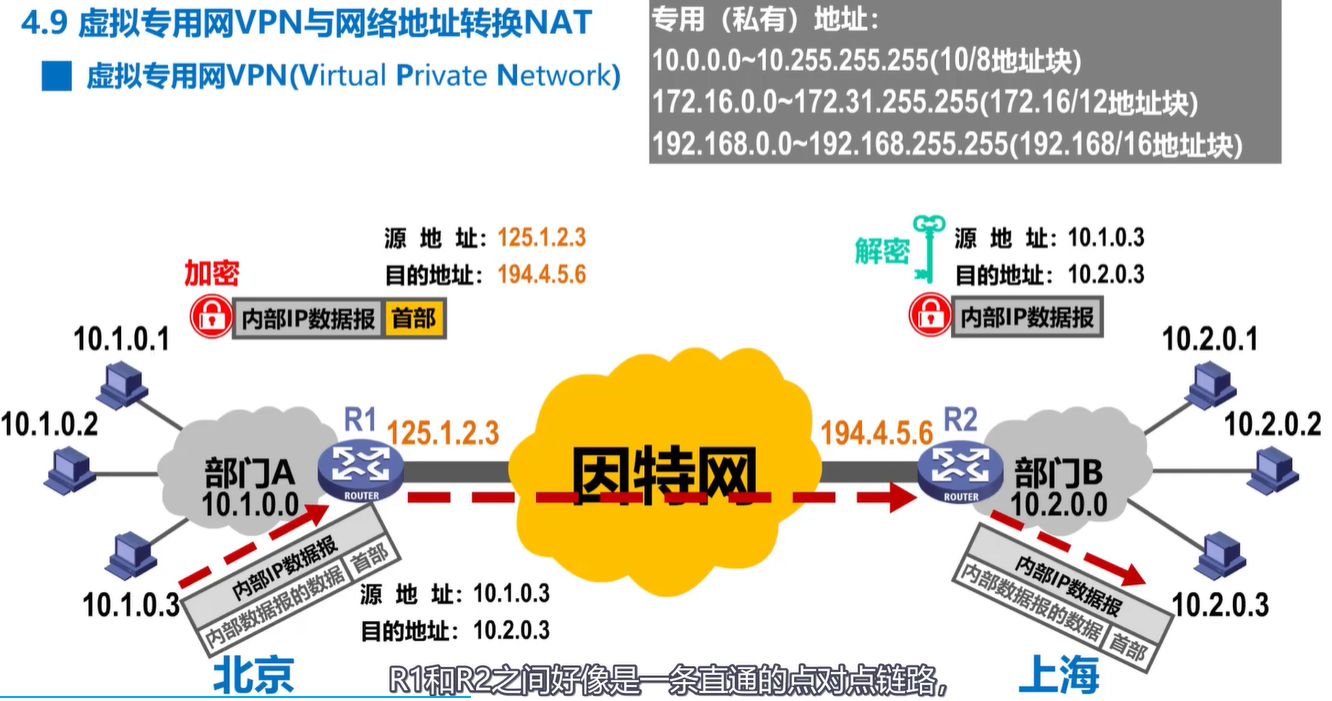 4.9 虚拟专用网VPN与网络地址转换NAT
虚拟专用网VPN(Virtual Private Network)
专用（私有）地址：
10.0.0.0~10.255.255.255(10/8地址块)
172.16.0.0~172.31.255.255(172.16/12地址块)
192.168.0.0~192.168.255.255(192.168/16地址块)
源 地 址：125.1.2.3
目的地址：194.4.5.6
加密
内部IP数据报 首部
解密
源 地 址：10.1.0.3
目的地址：10.2.0.3
内部IP数据报
10.1.0.1
10.1.0.2
10.1.0.3
部门A
10.1.0.0
R1
ROUTER
125.1.2.3
因特网
194.4.5.6
R2
ROUTER
部门B
10.2.0.0
10.2.0.1
10.2.0.2
10.2.0.3
内部IP数据报
内部数据报的数据 首部
源 地 址：10.1.0.3
目的地址：10.2.0.3
内部IP数据报
内部数据报的数据 首部
北京
上海
R1和R2之间好像是一条直通的点对点链路,